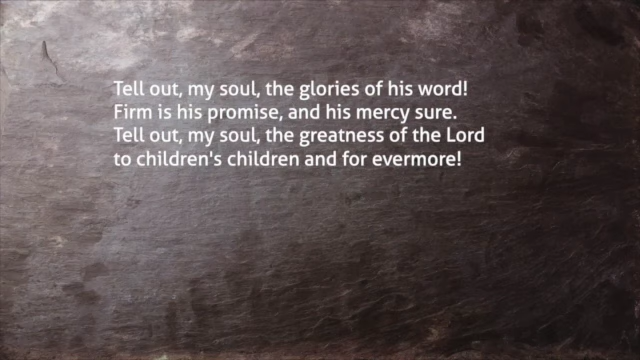 Tell out, my soul, the glories of his word!
Firm is his promise, and his mercy sure.
Tell out, my soul, the greatness of the Lord
to children's children and for evermore!